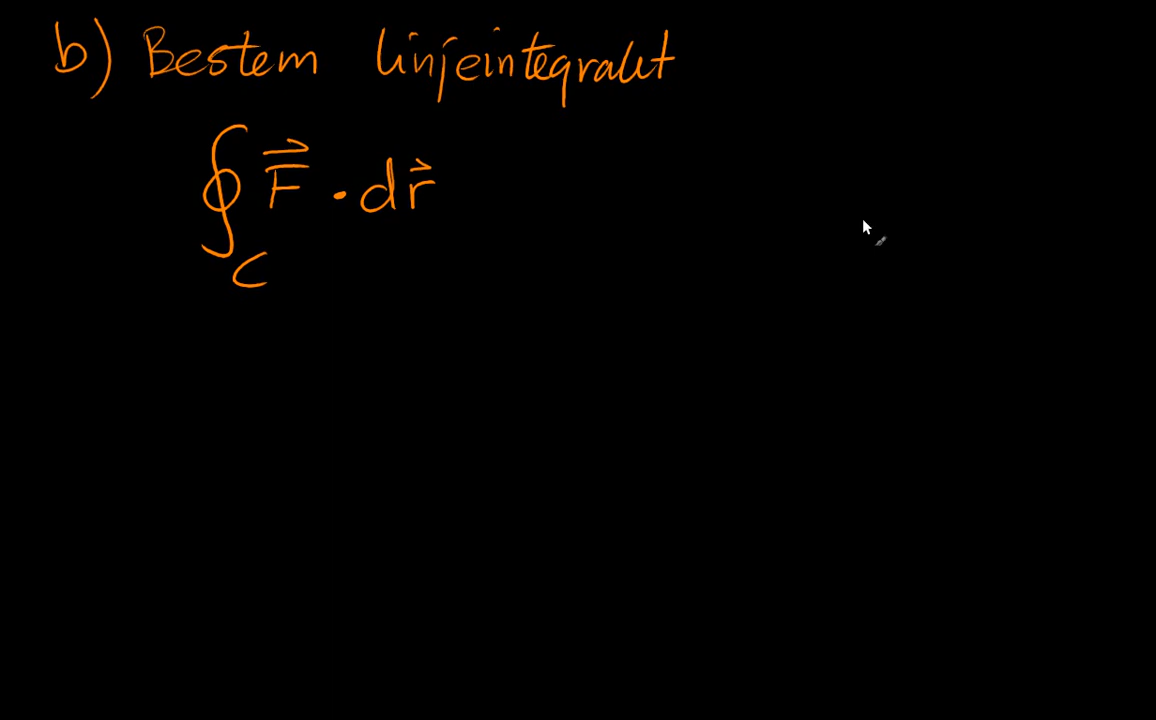 b) Bestem linjeintegralet
∮_C F⃗ · dr⃗